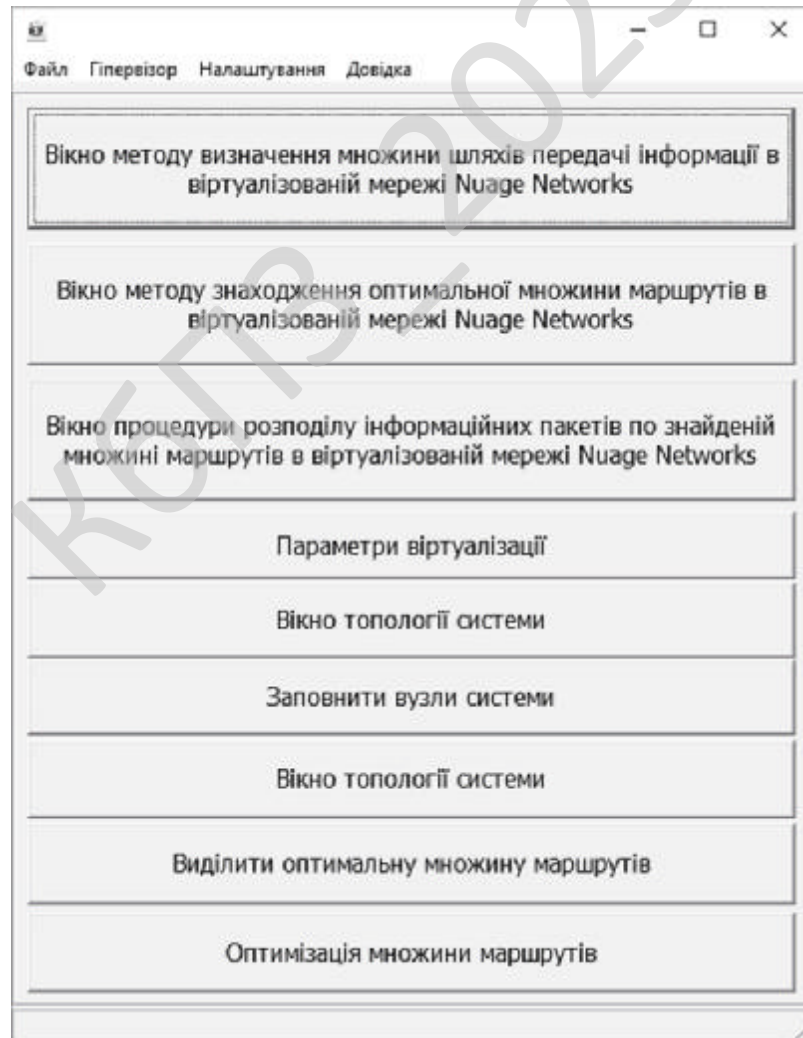 Файл Гіпервізор Налаштування Довідка
Вікно методу визначення множини шляхів передачі інформації в
віртуалізованій мережі Nuage Networks
Вікно методу знаходження оптимальної множини маршрутів в
віртуалізованій мережі Nuage Networks
Вікно процедури розподілу інформаційних пакетів по знайденій
множині маршрутів в віртуалізованій мережі Nuage Networks
Параметри віртуалізації
Вікно топології системи
Заповнити вузли системи
Вікно топології системи
Виділити оптимальну множину маршрутів
Оптимізація множини маршрутів